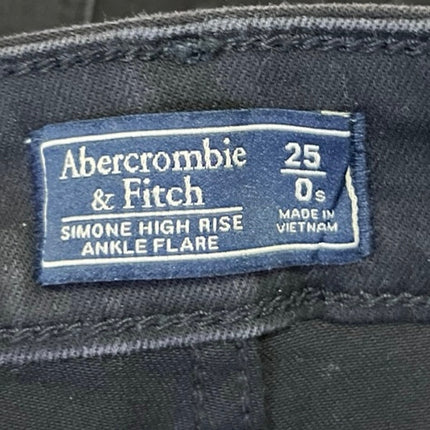 Abercrombie
& Fitch
SIMONE HIGH RISE
ANKLE FLARE
25
0s
MADE IN
VIETNAM